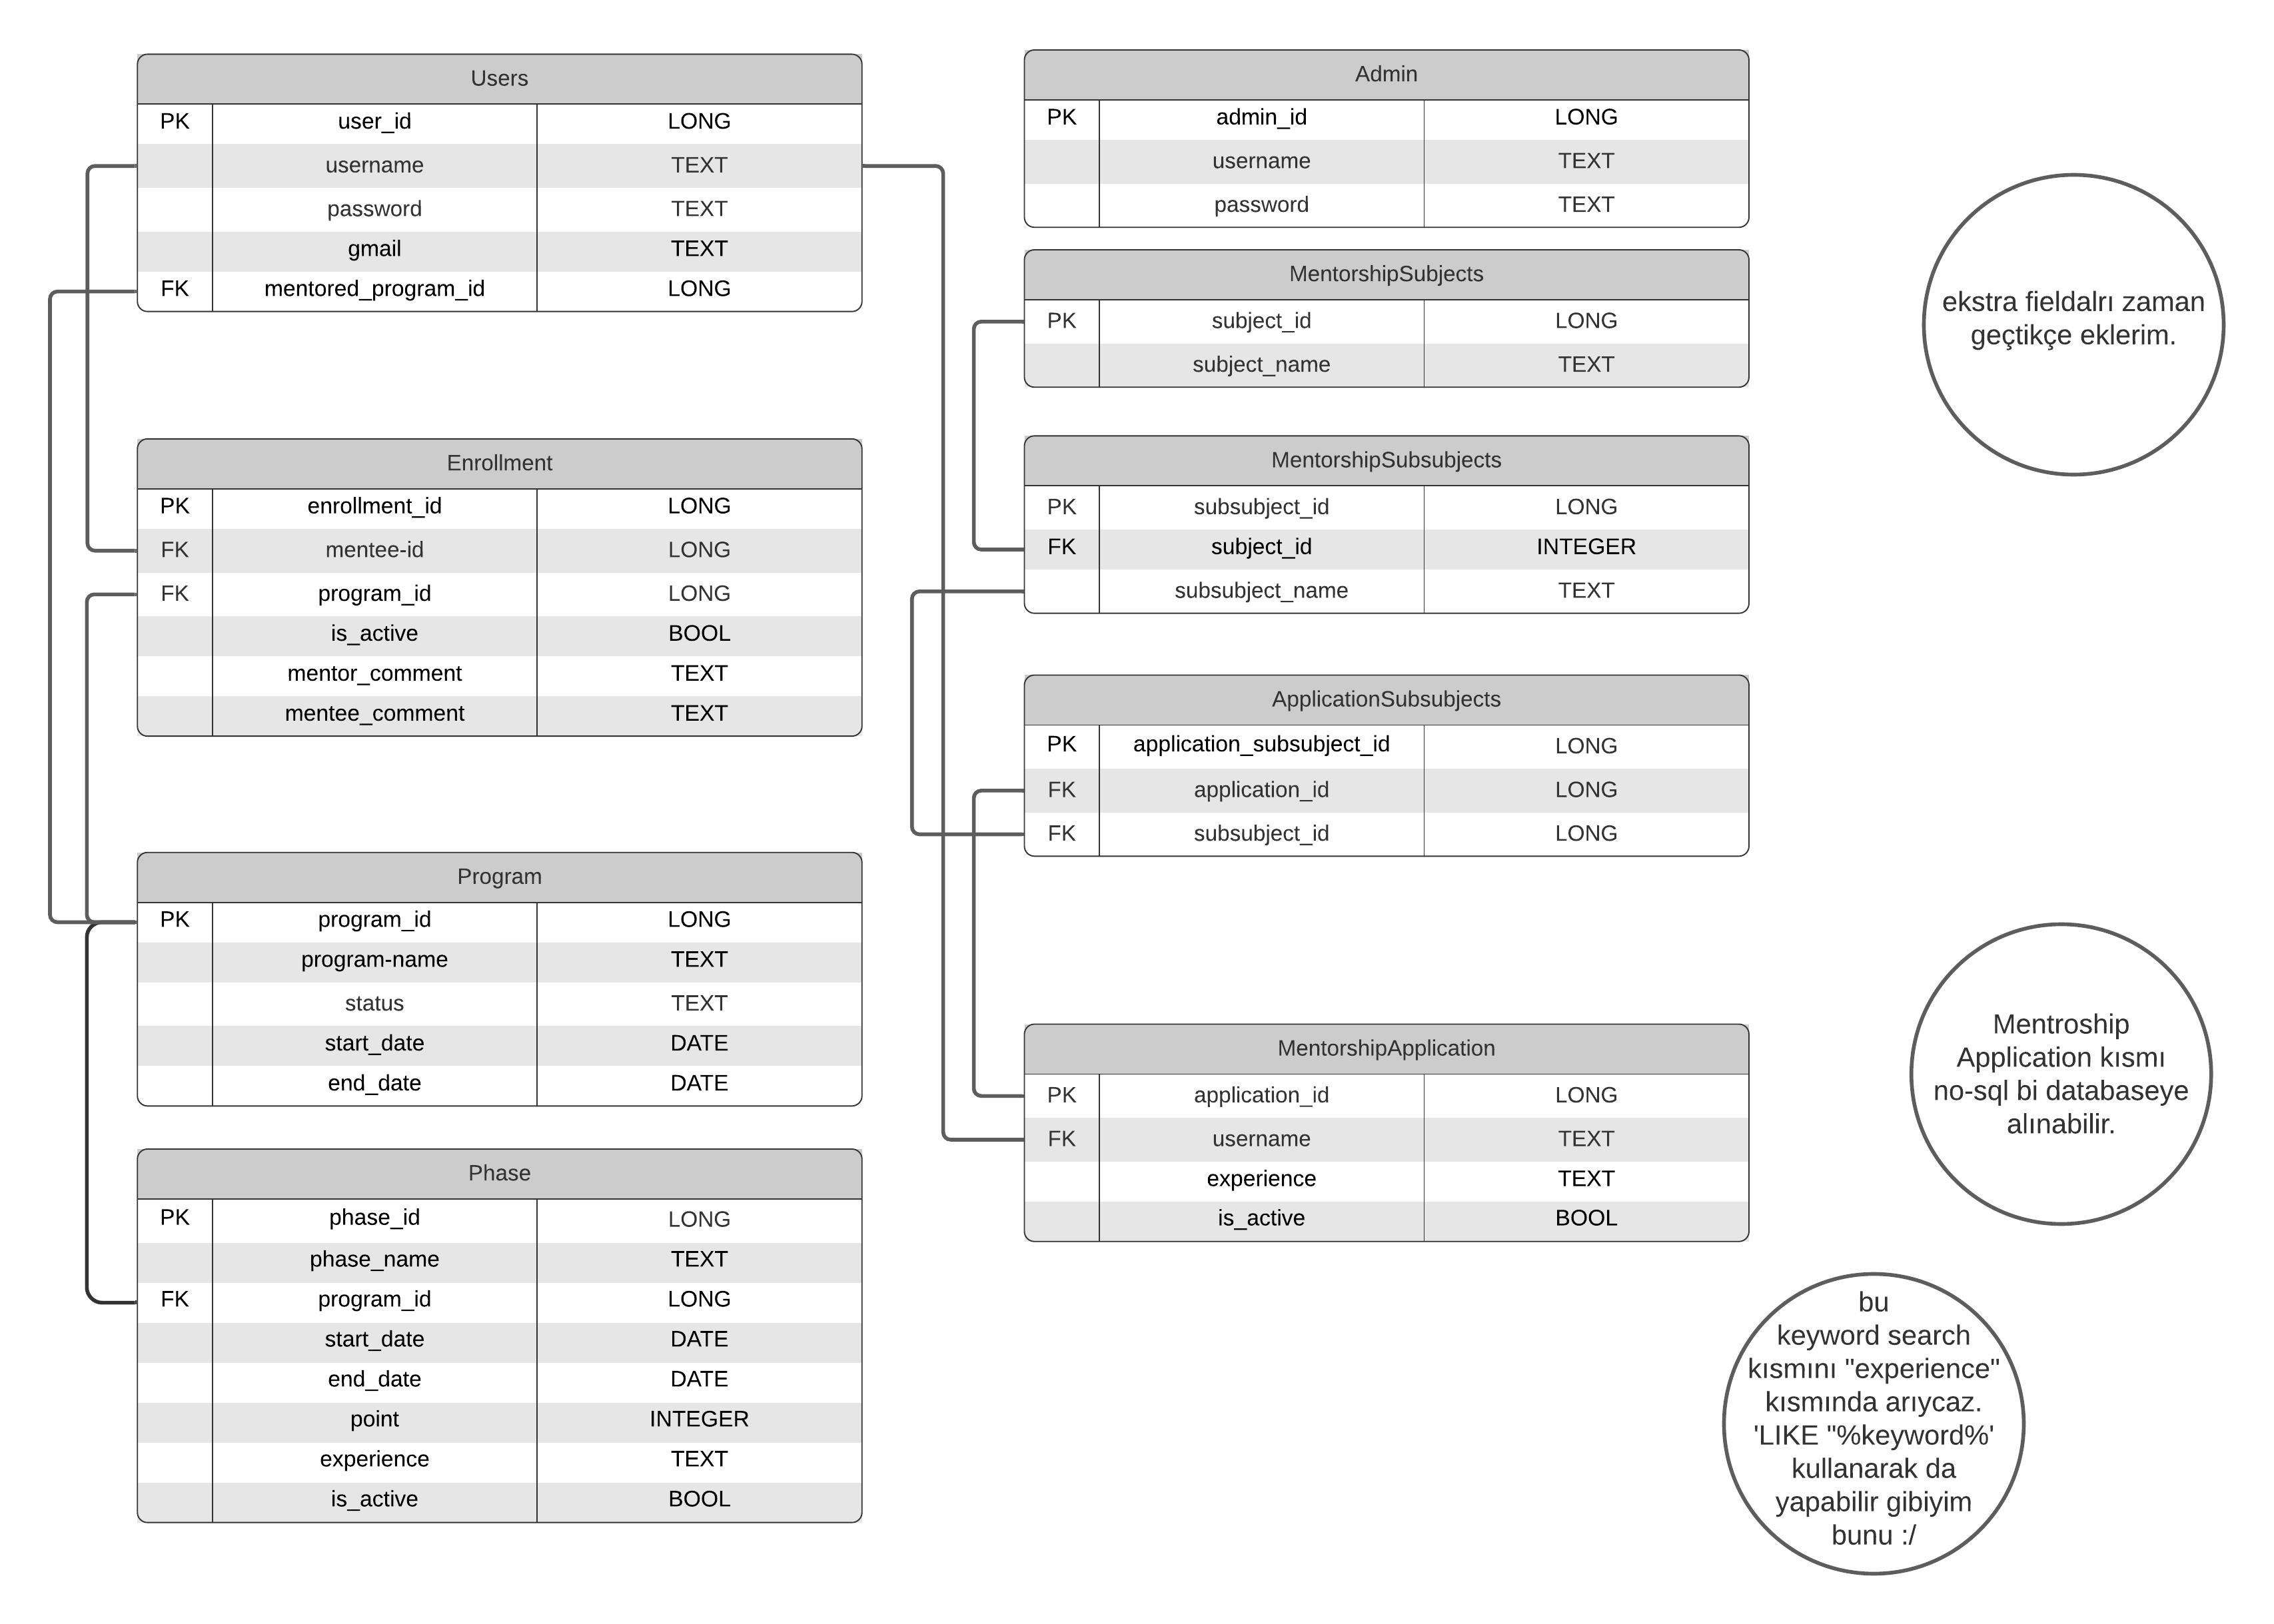 Users
PK user_id LONG
username TEXT
password TEXT
gmail TEXT
FK mentored_program_id LONG
Enrollment
PK enrollment_id LONG
FK mentee-id LONG
FK program_id LONG
is_active BOOL
mentor_comment TEXT
mentee_comment TEXT
Program
PK program_id LONG
program-name TEXT
status TEXT
start_date DATE
end_date DATE
Phase
PK phase_id LONG
phase_name TEXT
FK program_id LONG
start_date DATE
end_date DATE
point INTEGER
experience TEXT
is_active BOOL
Admin
PK admin_id LONG
username TEXT
password TEXT
MentorshipSubjects
PK subject_id LONG
subject_name TEXT
MentorshipSubsubjects
PK subsubject_id LONG
FK subject_id INTEGER
subsubject_name TEXT
ApplicationSubsubjects
PK application_subsubject_id LONG
FK application_id LONG
FK subsubject_id LONG
MentorshipApplication
PK application_id LONG
FK username TEXT
experience TEXT
is_active BOOL
ekstra fieldalrı zaman
geçtikçe eklerim.
Mentroship
Application kısmı
no-sql bi databaseye
alınabilir.
bu
keyword search
kısmını "experience"
kısmında arıycaz.
'LIKE "%keyword%'
kullanarak da
yapabilir gibiyim
bunu :/